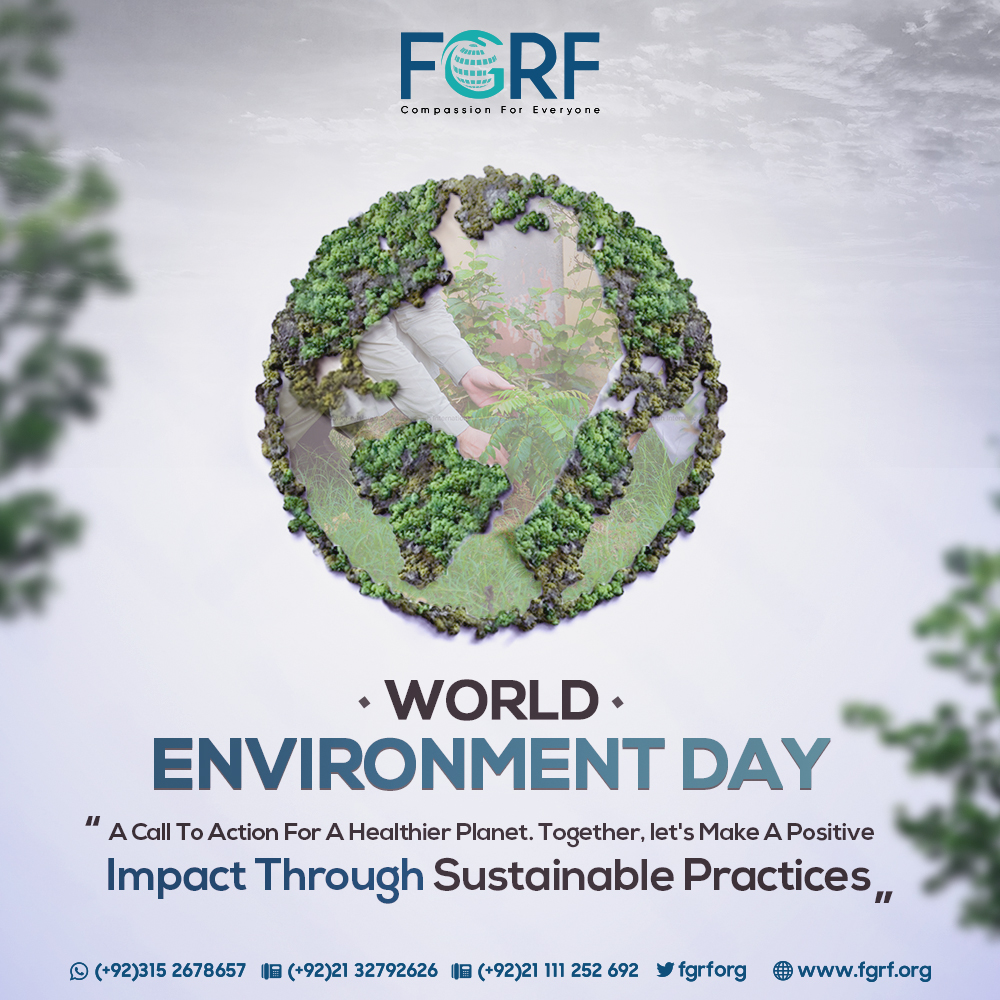 FGRF
Compassion For Everyone
· WORLD ·
ENVIRONMENT DAY
“ A Call To Action For A Healthier Planet. Together, let's Make A Positive
Impact Through Sustainable Practices „
(+92)315 2678657 (+92)21 32792626 (+92)21 111 252 692 fgrforg www.fgrf.org